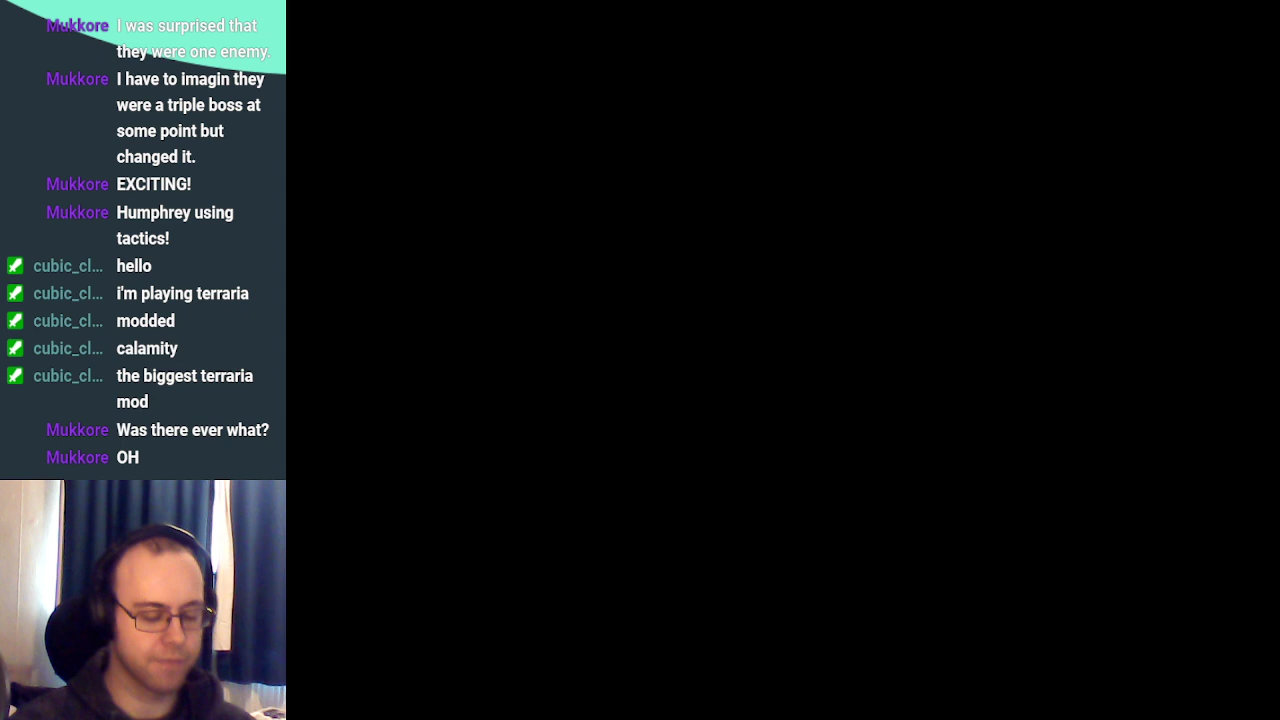 Mukkore I was surprised that
they were one enemy.
Mukkore I have to imagin they
were a triple boss at
some point but
changed it.
Mukkore EXCITING!
Mukkore Humphrey using
tactics!
cubic_cl... hello
cubic_cl... i'm playing terraria
cubic_cl... modded
cubic_cl... calamity
cubic_cl... the biggest terraria
mod
Mukkore Was there ever what?
Mukkore OH